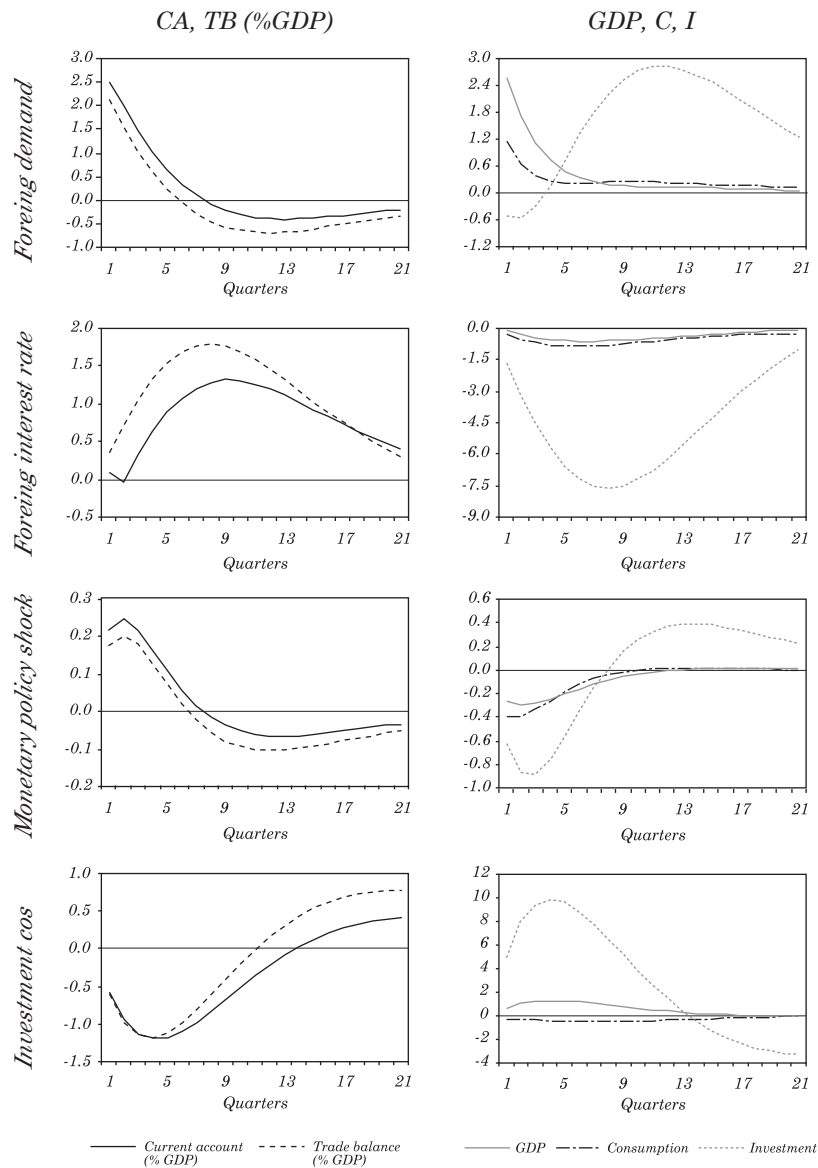 CA, TB (%GDP)
GDP, C, I
Foreing demand
3.0
2.5
2.0
1.5
1.0
0.5
0.0
-0.5
-1.0
1 5 9 13 17 21
Quarters
3.0
2.4
1.8
1.2
0.6
0.0
-0.6
-1.2
1 5 9 13 17 21
Quarters
Foreing interest rate
2.0
1.5
1.0
0.5
0.0
-0.5
1 5 9 13 17 21
Quarters
0.0
-1.5
-3.0
-4.5
-6.0
-7.5
-9.0
1 5 9 13 17 21
Quarters
Monetary policy shock
0.3
0.2
0.1
0.0
-0.1
-0.2
1 5 9 13 17 21
Quarters
0.6
0.4
0.2
0.0
-0.2
-0.4
-0.6
-0.8
-1.0
1 5 9 13 17 21
Quarters
Investment cos
1.0
0.5
0.0
-0.5
-1.0
-1.5
1 5 9 13 17 21
Quarters
12
10
8
6
4
2
0
-2
-4
1 5 9 13 17 21
Quarters
Current account
(% GDP)
Trade balance
(% GDP)
GDP
Consumption
Investment